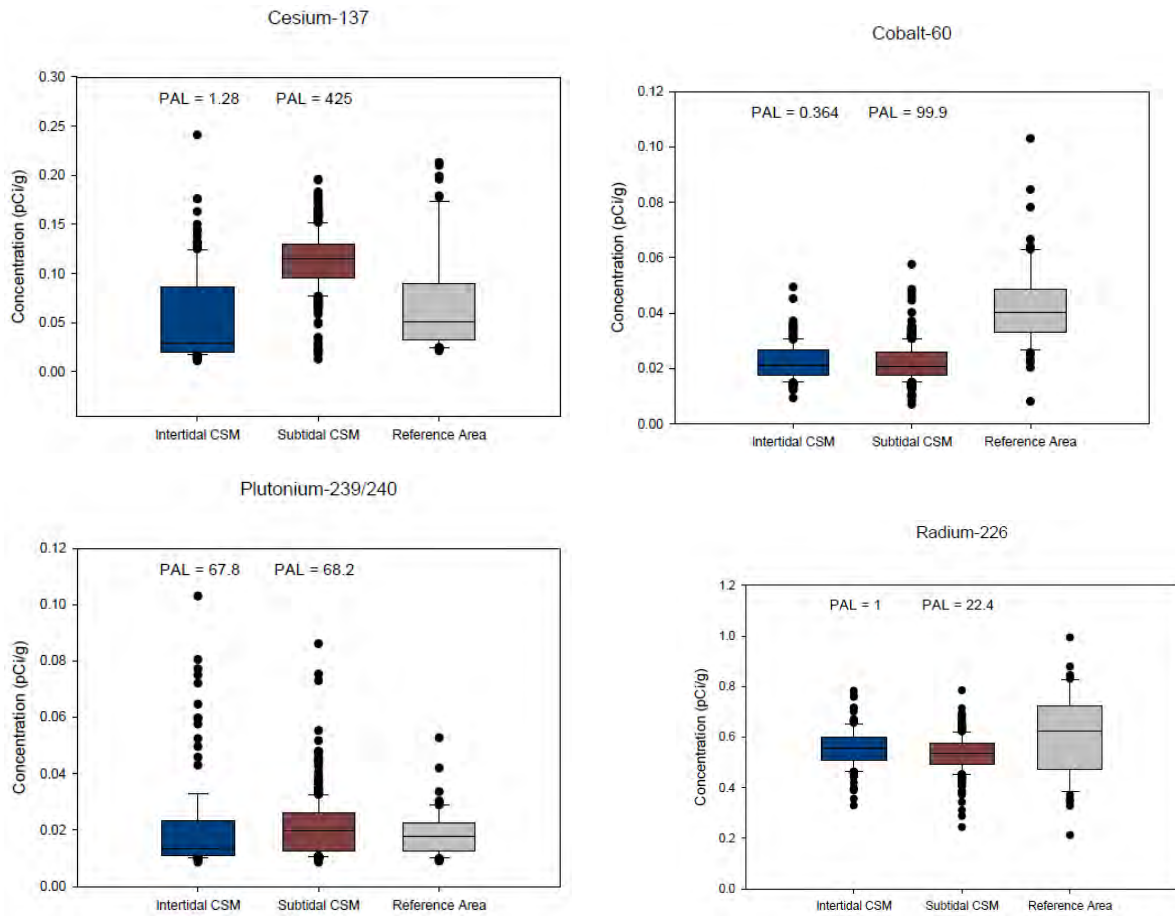 Cesium-137
0.30
PAL = 1.28 PAL = 425
0.25
0.20
0.15
0.10
0.05
0.00
Concentration (pCi/g)
Intertidal CSM Subtidal CSM Reference Area
Cobalt-60
0.12
PAL = 0.364 PAL = 99.9
0.10
0.08
0.06
0.04
0.02
0.00
Concentration (pCi/g)
Intertidal CSM Subtidal CSM Reference Area
Plutonium-239/240
0.12
PAL = 67.8 PAL = 68.2
0.10
0.08
0.06
0.04
0.02
0.00
Concentration (pCi/g)
Intertidal CSM Subtidal CSM Reference Area
Radium-226
1.2
PAL = 1 PAL = 22.4
1.0
0.8
0.6
0.4
0.2
0.0
Concentration (pCi/g)
Intertidal CSM Subtidal CSM Reference Area